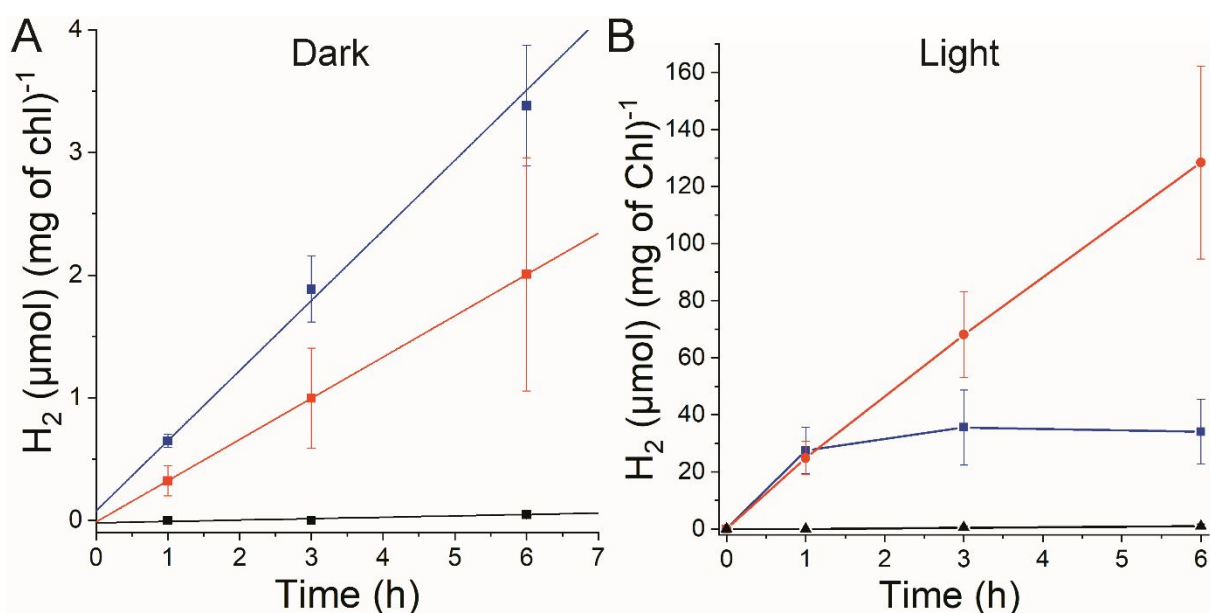 A
Dark
H₂ (μmol) (mg of chl)⁻¹
4
3
2
1
0
0 1 2 3 4 5 6 7
Time (h)
B
Light
H₂ (μmol) (mg of Chl)⁻¹
160
140
120
100
80
60
40
20
0
0 1 2 3 4 5 6
Time (h)